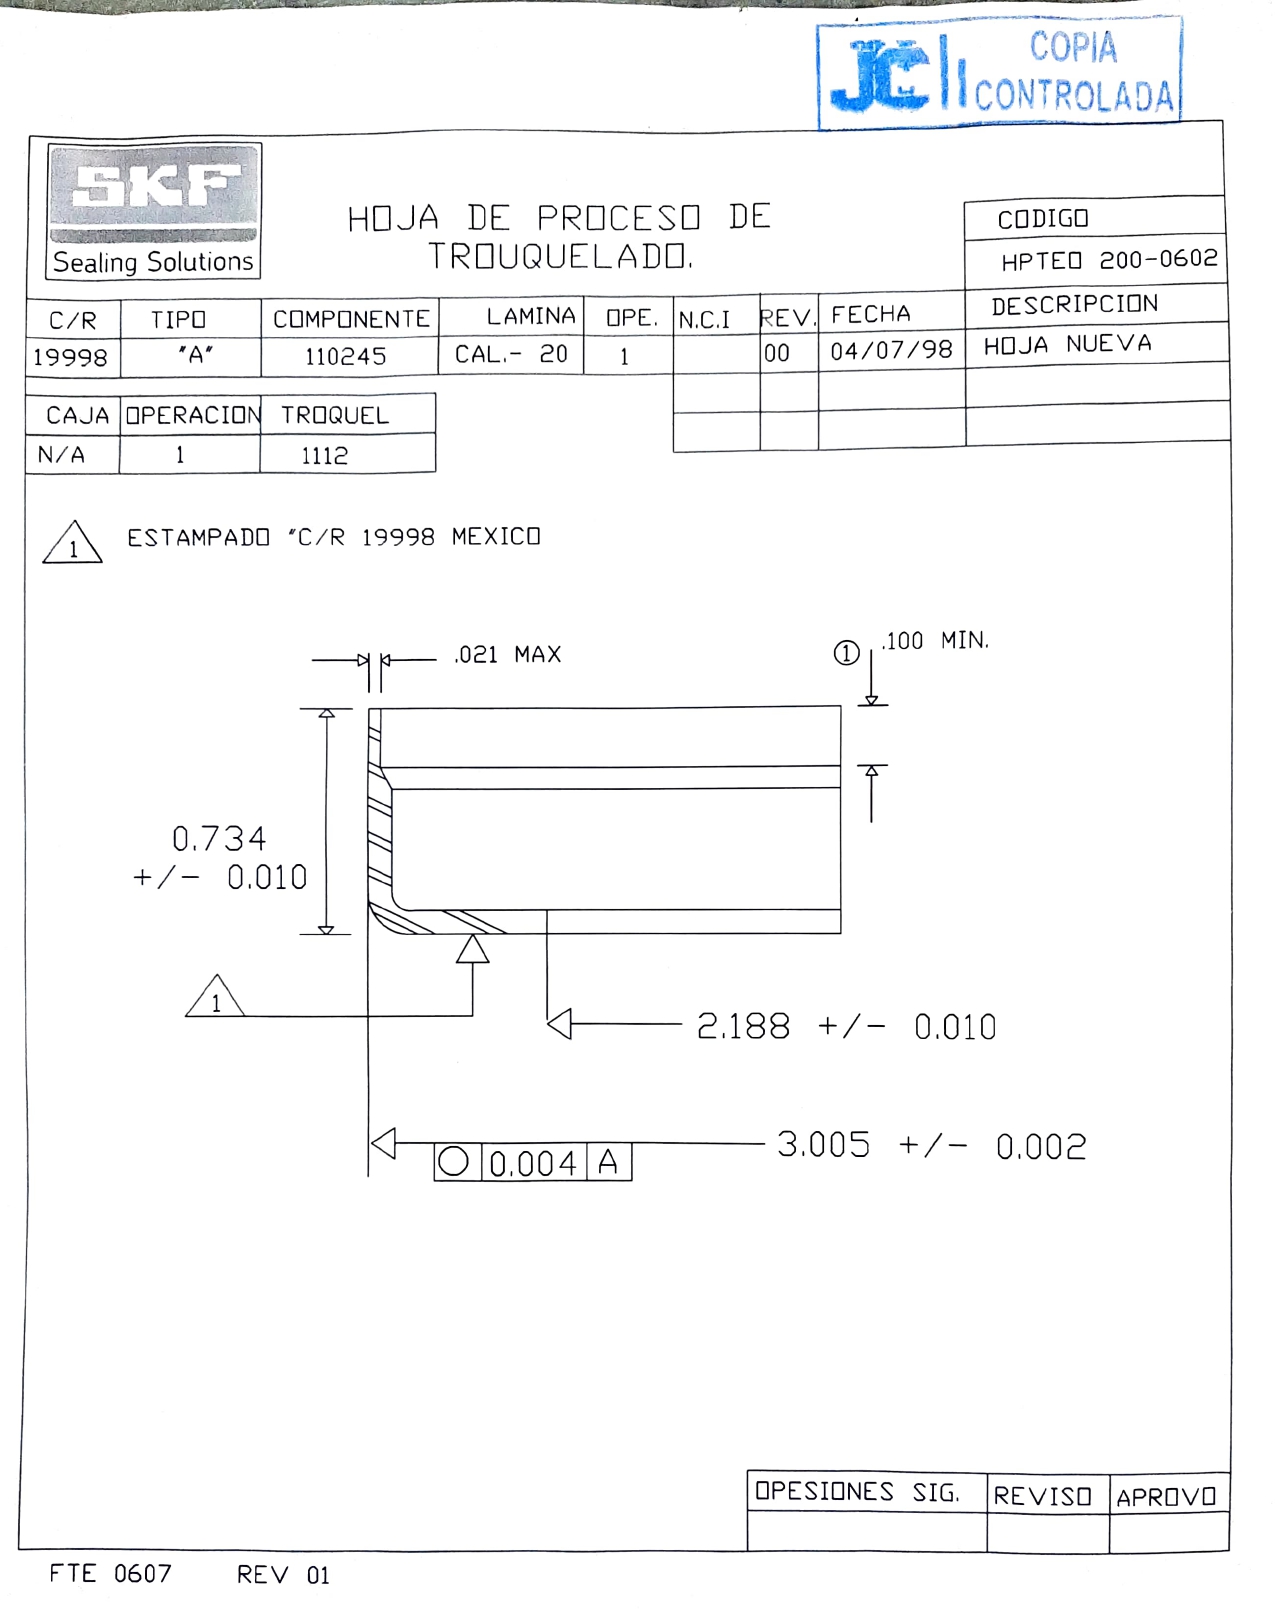 JCI COPIA
CONTROLADA
SKF
Sealing Solutions
HOJA DE PROCESO DE
TROUQUELADO.
CODIGO
HPTEO 200-0602
C/R TIPO COMPONENTE LAMINA OPE. N.C.I REV. FECHA DESCRIPCION
19998 "A" 110245 CAL.- 20 1 00 04/07/98 HOJA NUEVA
CAJA OPERACION TROQUEL
N/A 1 1112
1 ESTAMPADO "C/R 19998 MEXICO
.021 MAX
1 .100 MIN.
0.734
+/- 0.010
1
2.188 +/- 0.010
3.005 +/- 0.002
0.004 A
OPESIONES SIG. REVISO APROVO
FTE 0607 REV 01